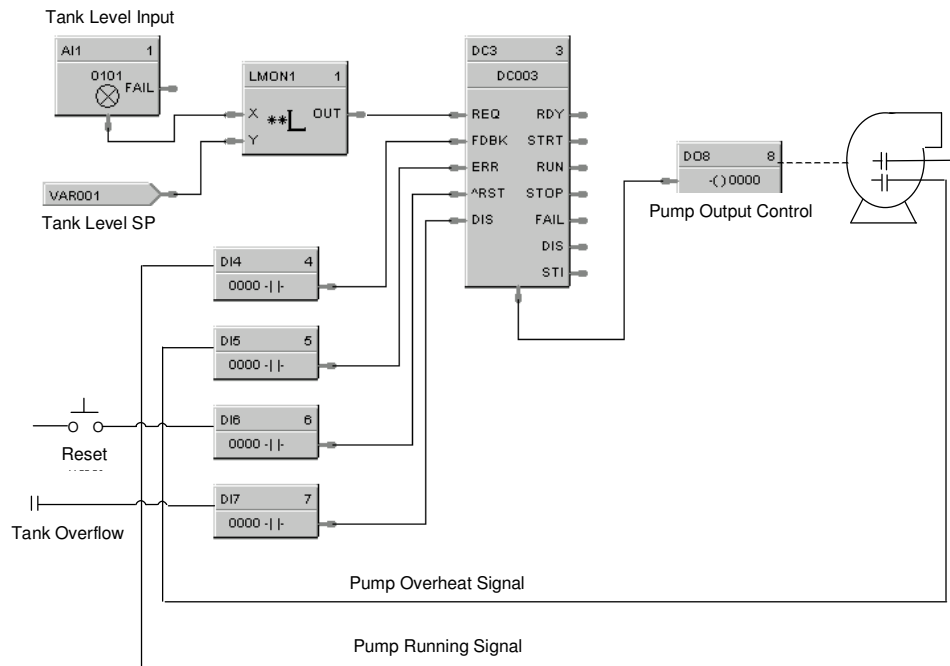 Tank Level Input
AI1 1
0101
FAIL
LMON1 1
X OUT
**L
Y
VAR001
Tank Level SP
DC3 3
DC003
REQ RDY
FDBK STRT
ERR RUN
^RST STOP
DIS FAIL
DIS
STI
DO8 8
-( ) 0000
Pump Output Control
DI4 4
0000 -| |-
DI5 5
0000 -| |-
DI6 6
0000 -| |-
Reset
DI7 7
0000 -| |-
Tank Overflow
Pump Overheat Signal
Pump Running Signal